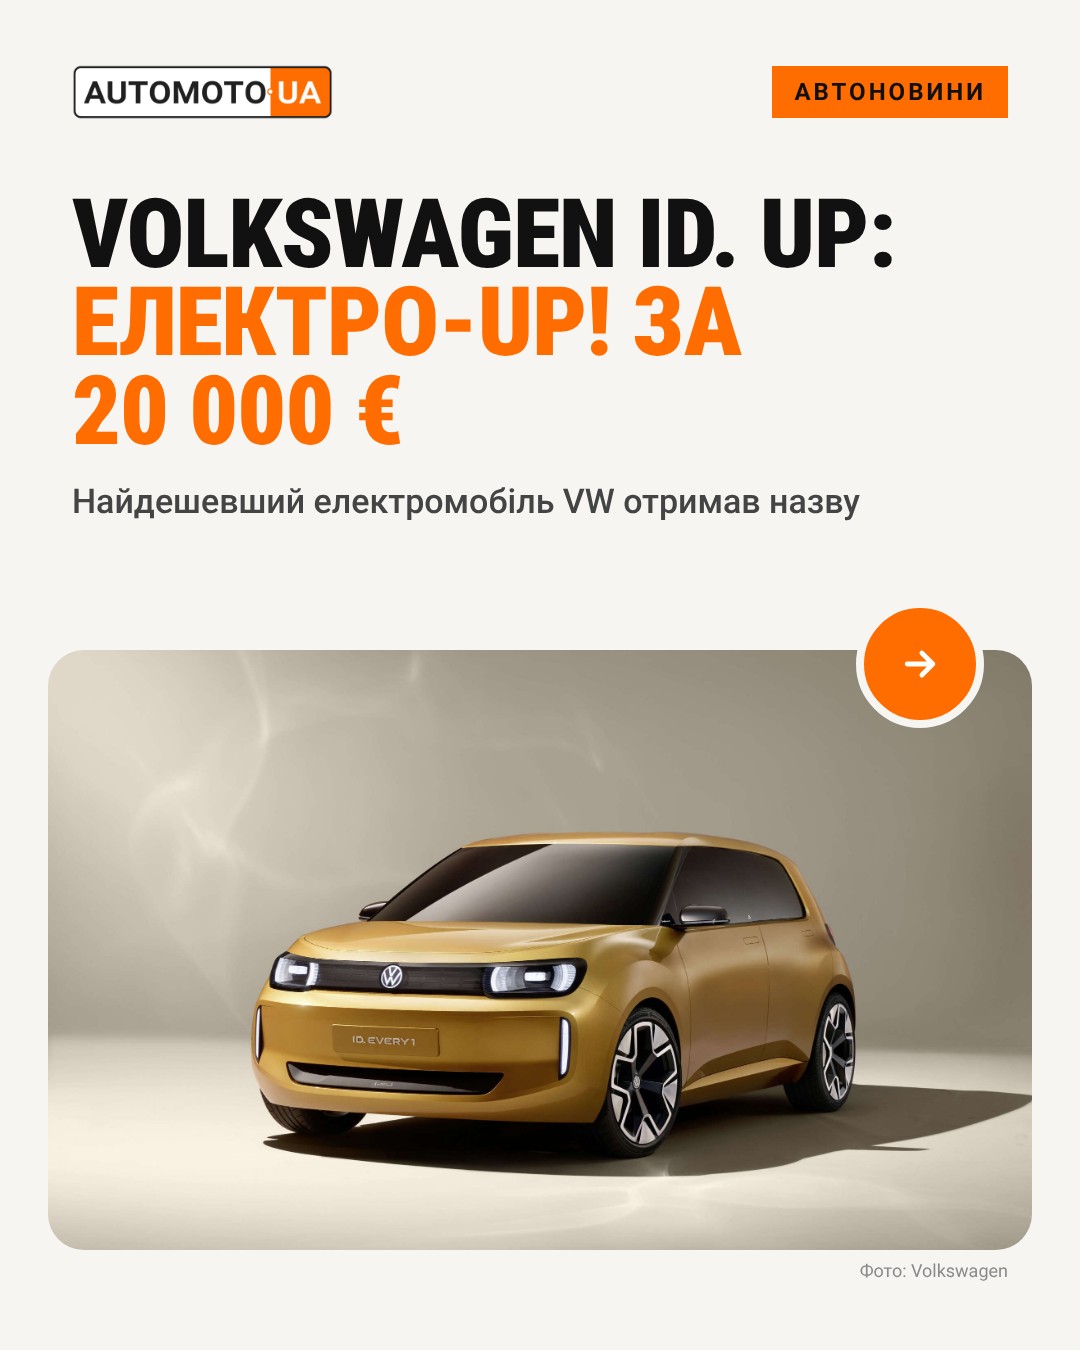 AUTOMOTO UA
АВТОНОВИНИ
VOLKSWAGEN ID. UP:
ЕЛЕКТРО-UP! ЗА
20 000 €
Найдешевший електромобіль VW отримав назву
ID. EVERY1
Фото: Volkswagen